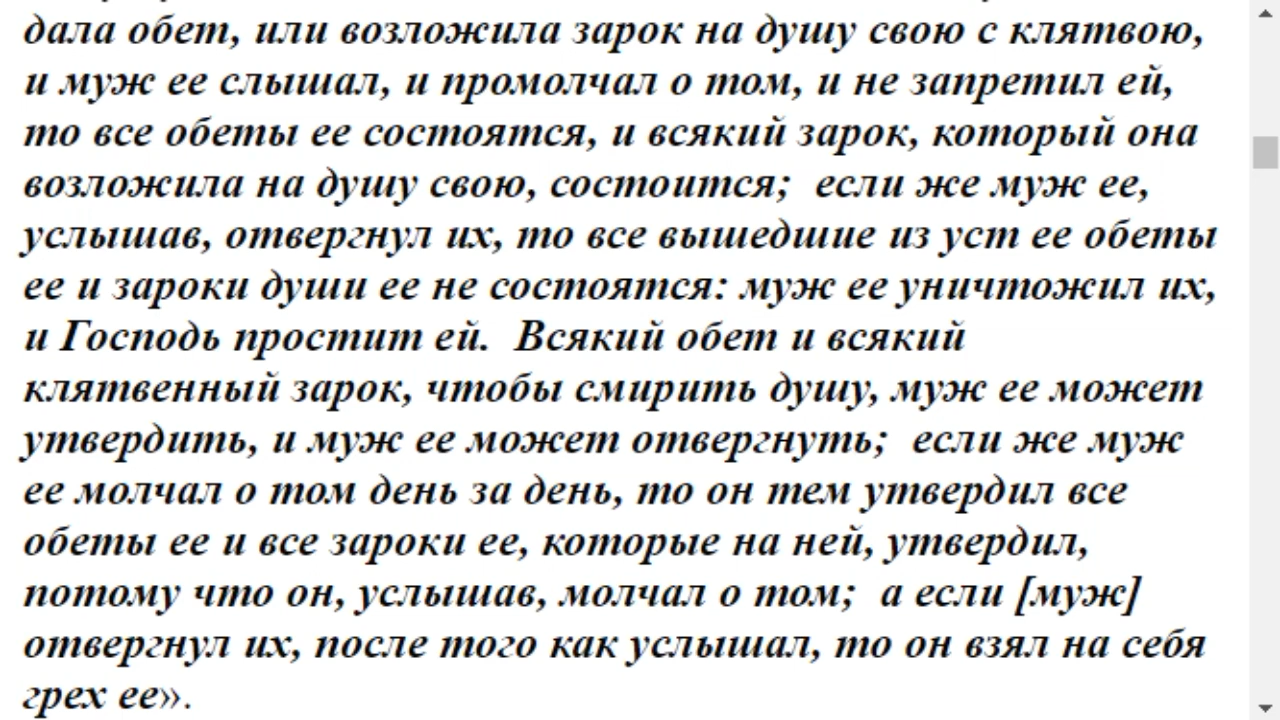 дала обет, или возложила зарок на душу свою с клятвою,
и муж ее слышал, и промолчал о том, и не запретил ей,
то все обеты ее состоятся, и всякий зарок, который она
возложила на душу свою, состоится;  если же муж ее,
услышав, отвергнул их, то все вышедшие из уст ее обеты
ее и зароки души ее не состоятся: муж ее уничтожил их,
и Господь простит ей.  Всякий обет и всякий
клятвенный зарок, чтобы смирить душу, муж ее может
утвердить, и муж ее может отвергнуть;  если же муж
ее молчал о том день за день, то он тем утвердил все
обеты ее и все зароки ее, которые на ней, утвердил,
потому что он, услышав, молчал о том;  а если [муж]
отвергнул их, после того как услышал, то он взял на себя
грех ее».